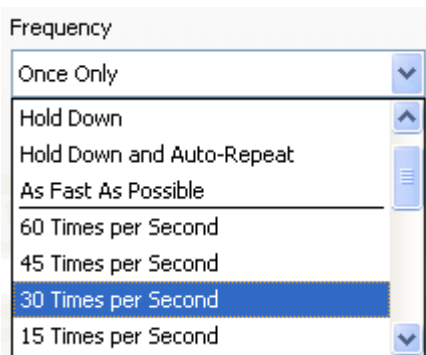 Frequency
Once Only
Hold Down
Hold Down and Auto-Repeat
As Fast As Possible
60 Times per Second
45 Times per Second
30 Times per Second
15 Times per Second